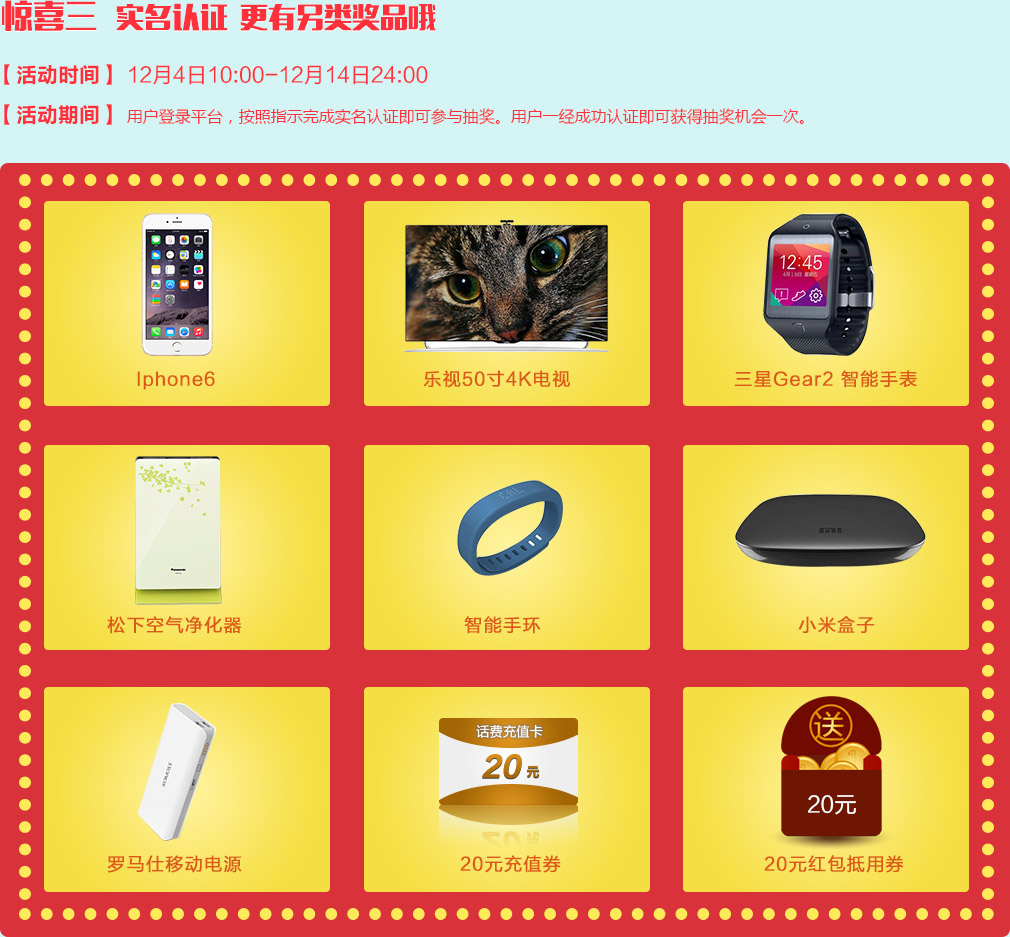 惊喜三 实名认证 更有另类奖品哦
【活动时间】 12月4日10:00-12月14日24:00
【活动期间】 用户登录平台，按照指示完成实名认证即可参与抽奖。用户一经成功认证即可获得抽奖机会一次。
12:45
Iphone6
乐视50寸4K电视
三星Gear2 智能手表
Panasonic
CAL
MI
松下空气净化器
智能手环
小米盒子
ROMOSS
话费充值卡
20元
送
20元
罗马仕移动电源
20元充值券
20元红包抵用券